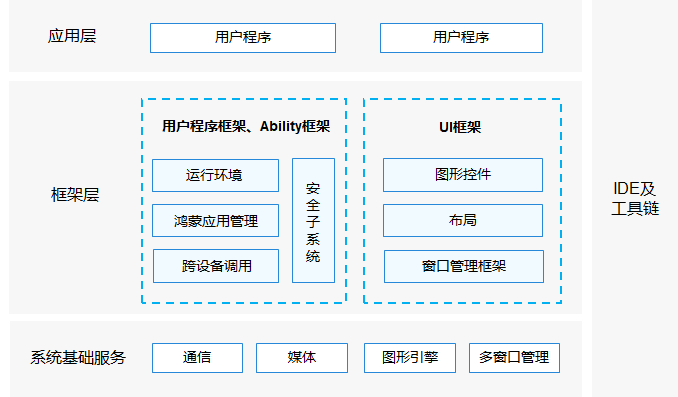 应用层
用户程序
用户程序
框架层
用户程序框架、Ability框架
运行环境
鸿蒙应用管理
跨设备调用
安全子系统
UI框架
图形控件
布局
窗口管理框架
系统基础服务
通信
媒体
图形引擎
多窗口管理
IDE及
工具链